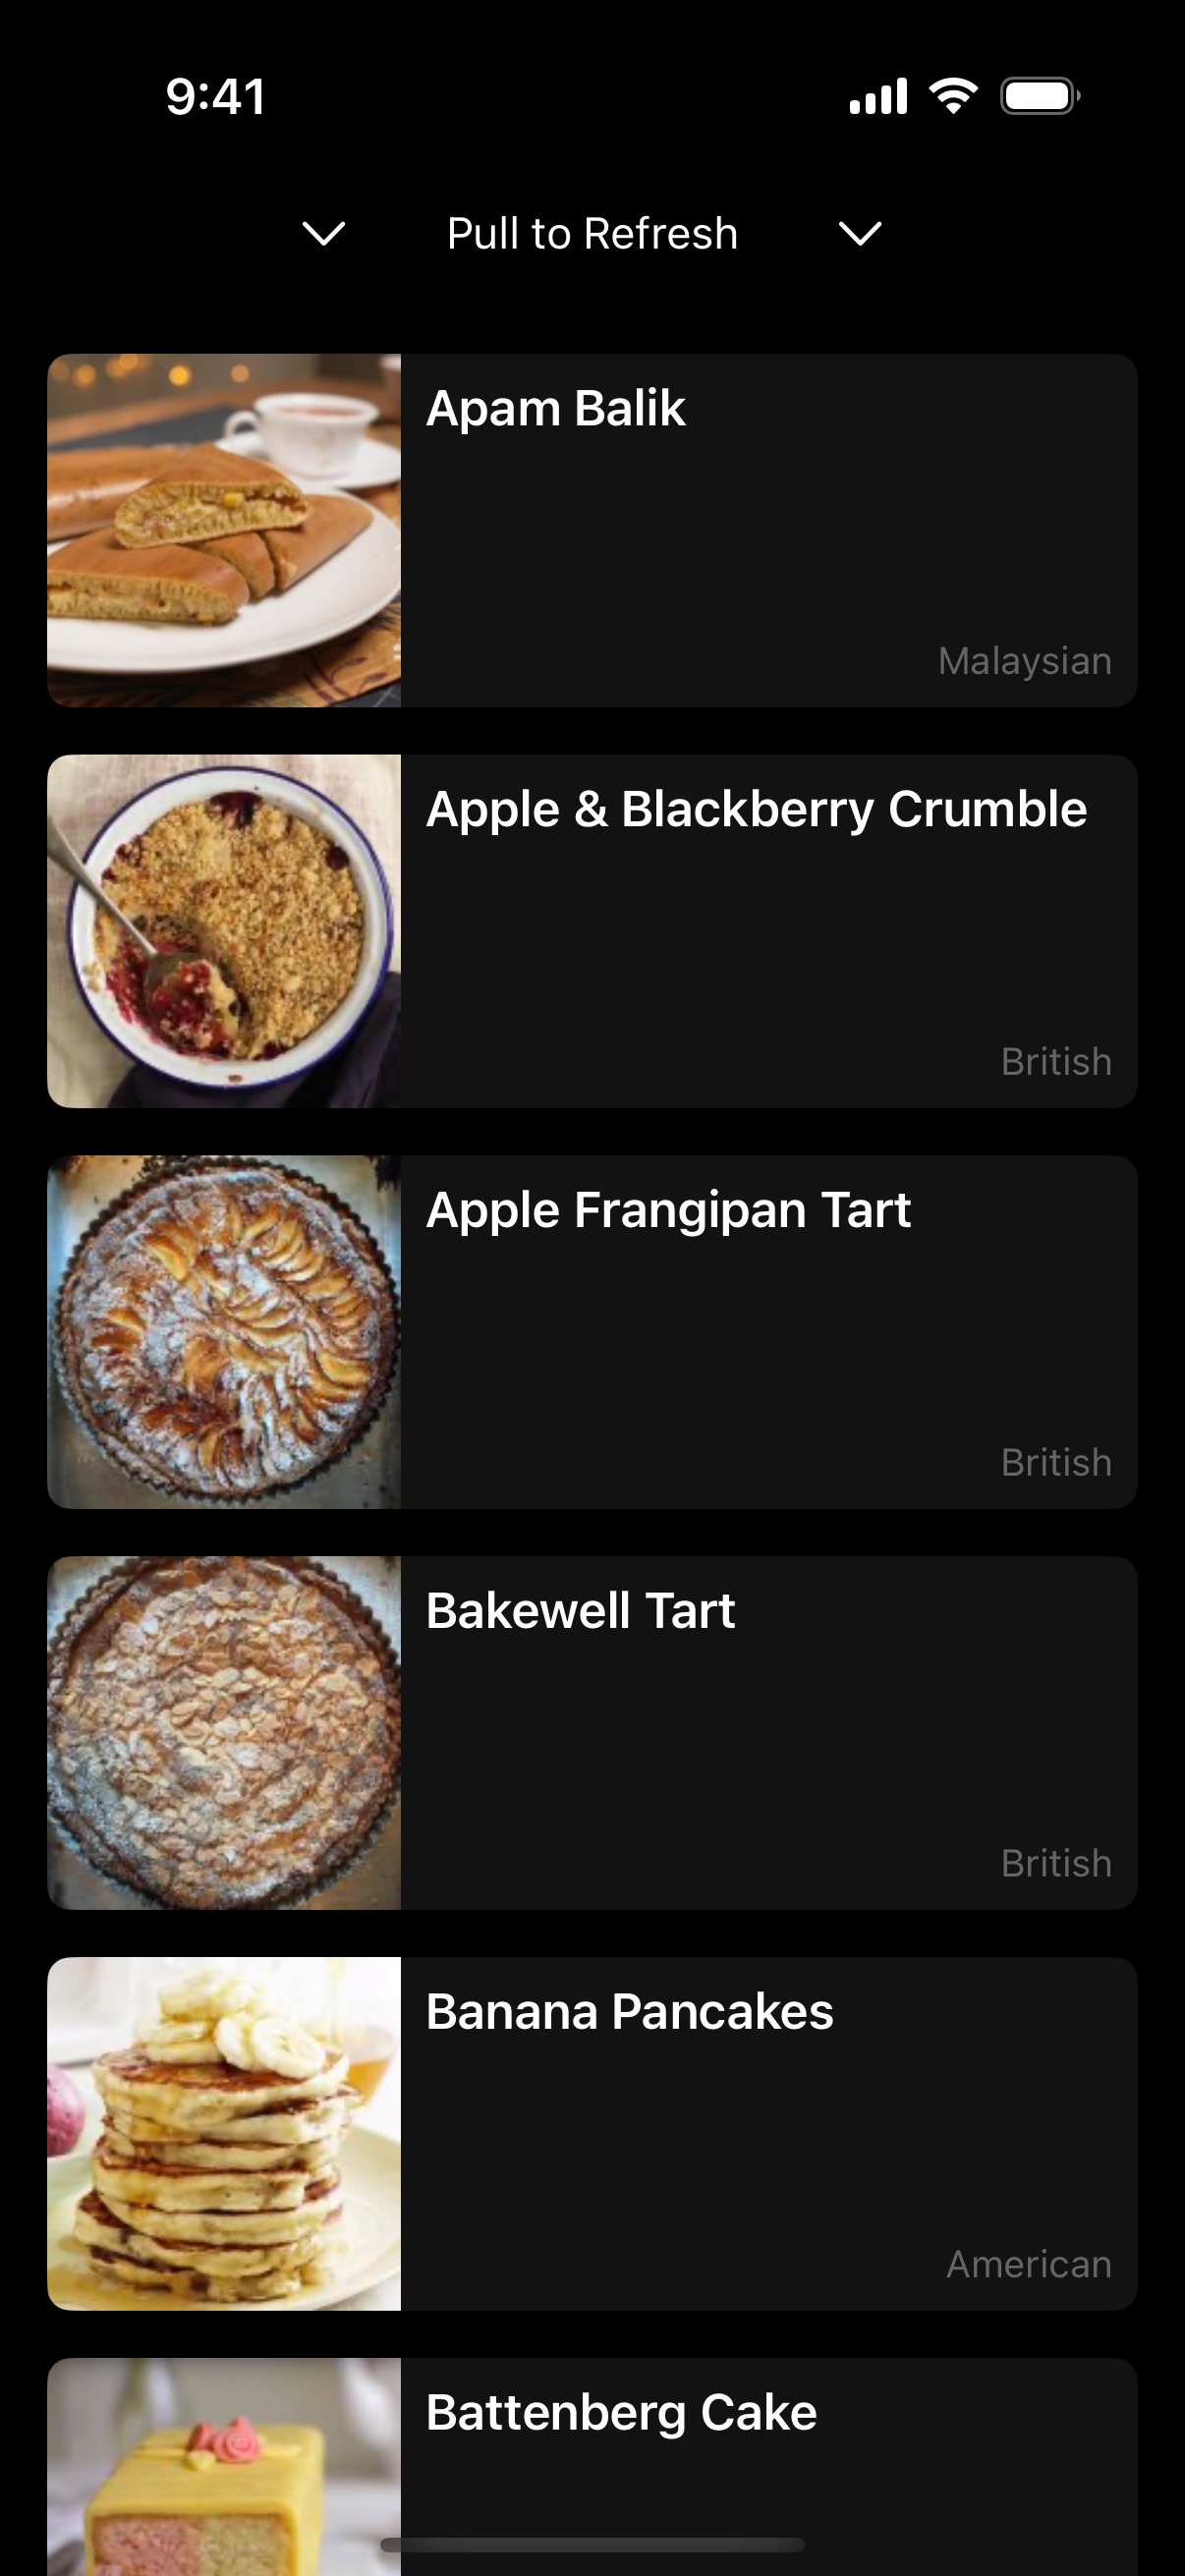 9:41
Pull to Refresh
Apam Balik
Malaysian
Apple & Blackberry Crumble
British
Apple Frangipan Tart
British
Bakewell Tart
British
Banana Pancakes
American
Battenberg Cake